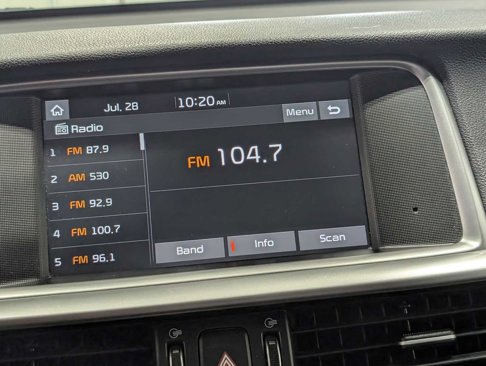 Jul. 28 10:20 AM
Radio Menu
1 FM 87.9
2 AM 530
3 FM 92.9
4 FM 100.7
5 FM 96.1
FM 104.7
Band Info Scan